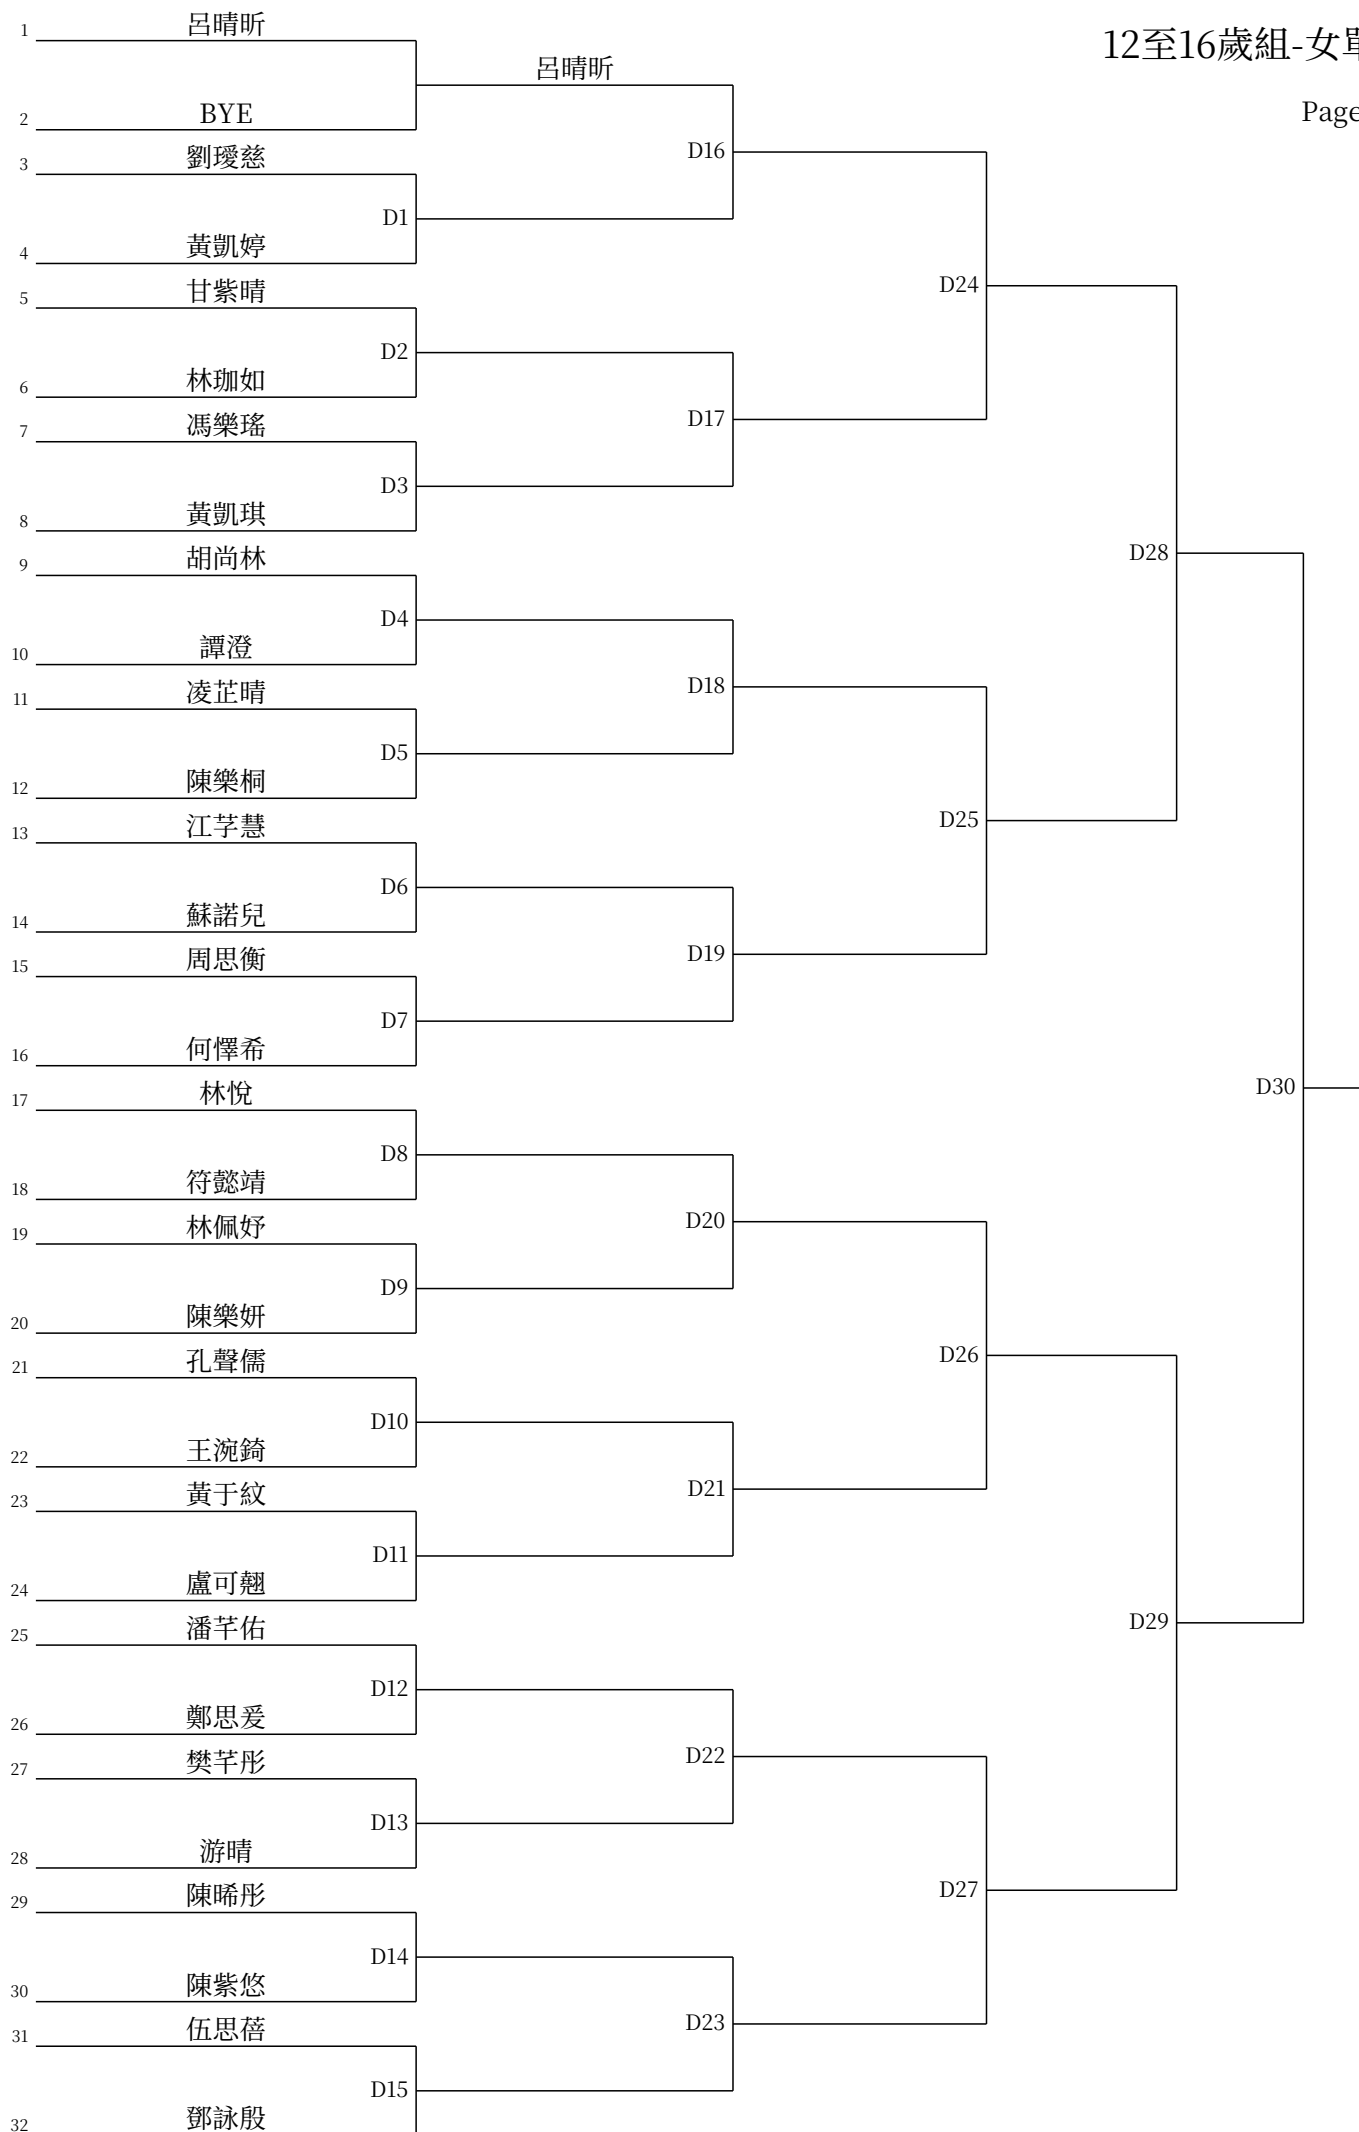 12至16歲組-女單
Page
1 呂晴昕
呂晴昕
2 BYE
D16
3 劉璦慈
D1
4 黃凱婷
D24
5 甘紫晴
D2
6 林珈如
D17
7 馮樂瑤
D3
8 黃凱琪
D28
9 胡尚林
D4
10 譚澄
D18
11 凌芷晴
D5
12 陳樂桐
D25
13 江芓慧
D6
14 蘇諾兒
D19
15 周思衡
D7
16 何懌希
D30
17 林悅
D8
18 符懿靖
D20
19 林佩妤
D9
20 陳樂妍
D26
21 孔聲儒
D10
22 王涴錡
D21
23 黃于紋
D11
24 盧可翹
D29
25 潘芊佑
D12
26 鄭思爰
D22
27 樊芊彤
D13
28 游晴
D27
29 陳晞彤
D14
30 陳紫悠
D23
31 伍思蓓
D15
32 鄧詠殷